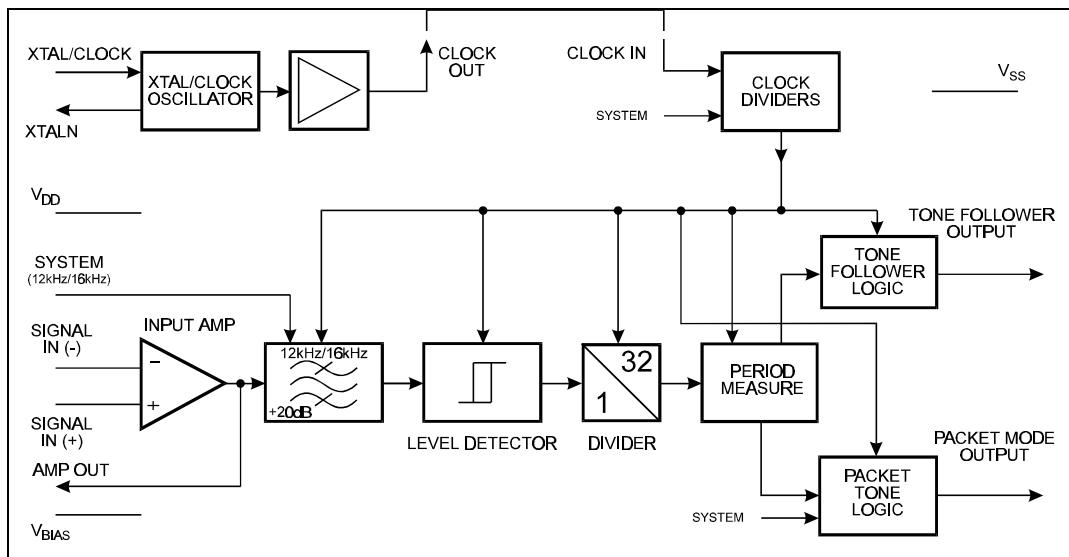 XTAL/CLOCK
XTAL/CLOCK
OSCILLATOR
XTALN
CLOCK
OUT
CLOCK IN
CLOCK
DIVIDERS
SYSTEM
VSS
VDD
SYSTEM
(12kHz/16kHz)
SIGNAL
IN (-)
INPUT AMP
−
+
SIGNAL
IN (+)
AMP OUT
VBIAS
12kHz/16kHz
+20dB
LEVEL DETECTOR
32
1
DIVIDER
PERIOD
MEASURE
TONE FOLLOWER
OUTPUT
TONE
FOLLOWER
LOGIC
PACKET MODE
OUTPUT
PACKET
TONE
LOGIC
SYSTEM